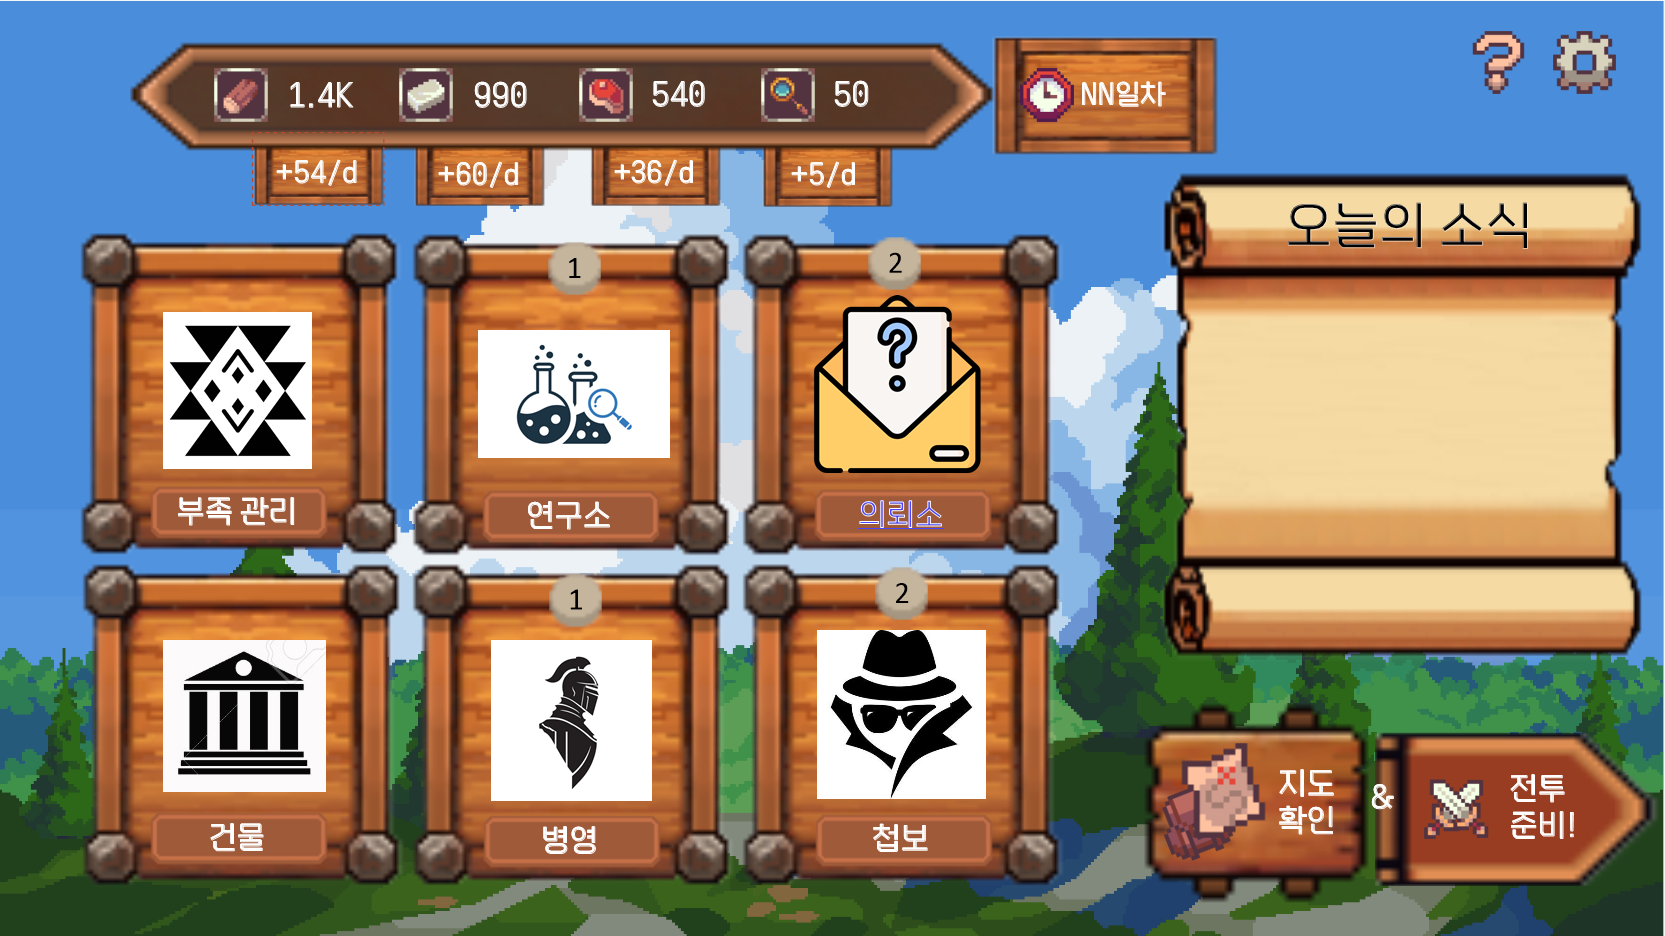 1.4K
990
540
50
NN일차
+54/d
+60/d
+36/d
+5/d
오늘의 소식
1
2
부족 관리
연구소
의뢰소
1
2
건물
병영
첩보
지도
확인
&
전투
준비!